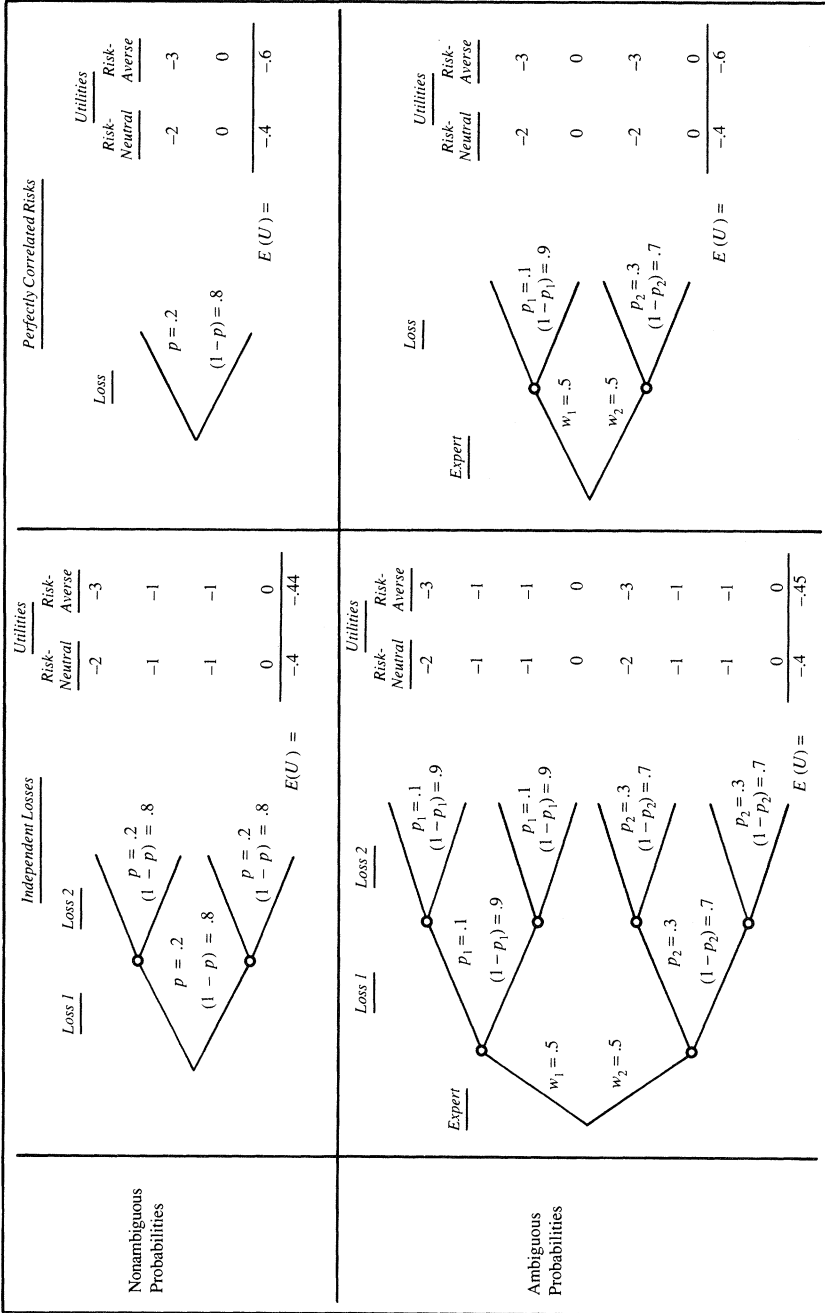 Independent Losses
Perfectly Correlated Risks
Nonambiguous
Probabilities
Loss 1
Loss 2
Utilities
Risk-
Neutral
Risk-
Averse
p = .2
(1 − p) = .8
p = .2
(1 − p) = .8
p = .2
(1 − p) = .8
−2 −3
−1 −1
−1 −1
0 0
E(U) = −.4 −.44
Loss
Utilities
Risk-
Neutral
Risk-
Averse
p = .2
(1 − p) = .8
−2 −3
0 0
E (U ) = −.4 −.6
Ambiguous
Probabilities
Expert
Loss 1
Loss 2
Utilities
Risk-
Neutral
Risk-
Averse
w1 = .5
w2 = .5
p1 = .1
(1 − p1) = .9
p2 = .3
(1 − p2) = .7
p1 = .1
(1 − p1) = .9
p1 = .1
(1 − p1) = .9
p2 = .3
(1 − p2) = .7
p2 = .3
(1 − p2) = .7
−2 −3
−1 −1
−1 −1
0 0
−2 −3
−1 −1
−1 −1
0 0
E (U) = −.4 −.45
Expert
Loss
Utilities
Risk-
Neutral
Risk-
Averse
w1 = .5
w2 = .5
p1 = .1
(1 − p1) = .9
p2 = .3
(1 − p2) = .7
−2 −3
0 0
−2 −3
0 0
E (U ) = −.4 −.6